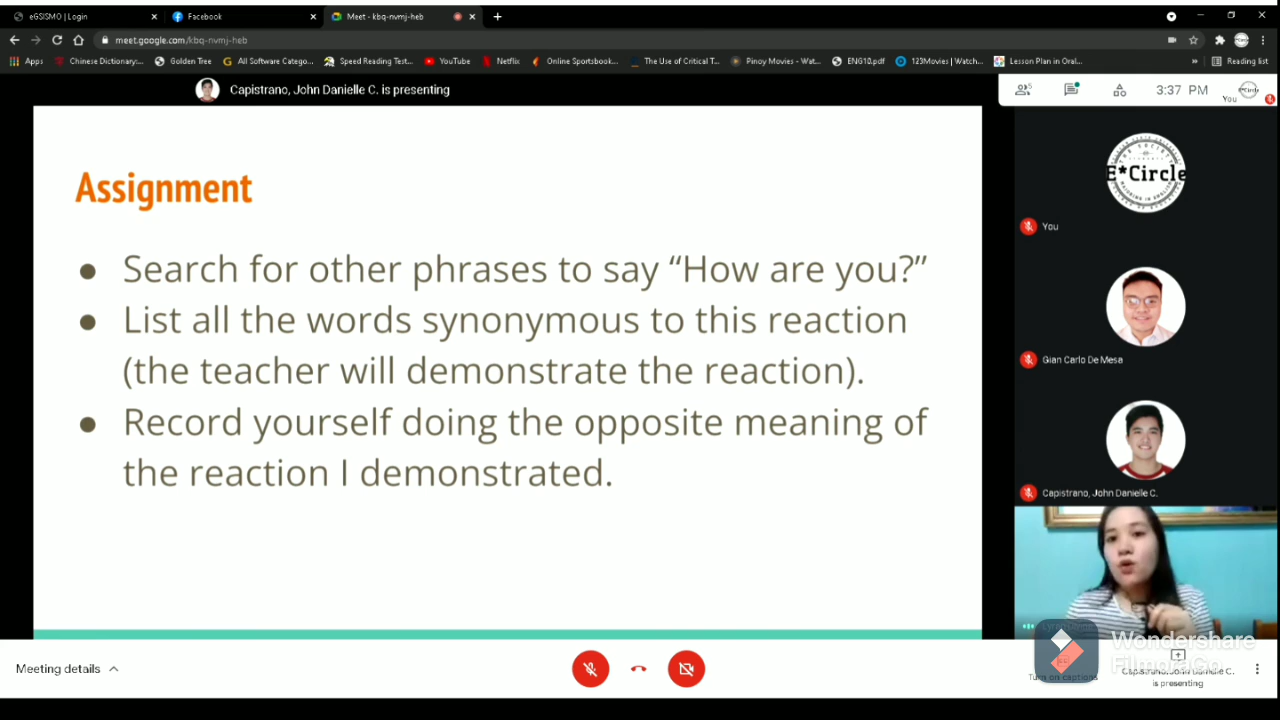 eGSISMO | Login
Facebook
Meet - kbq-nvmj-heb
meet.google.com/kbq-nvmj-heb
Apps
Chinese Dictionary:...
Golden Tree
All Software Catego...
Speed Reading Test...
YouTube
Netflix
Online Sportsbook...
The Use of Critical T...
Pinoy Movies - Wat...
ENG10.pdf
123Movies | Watch...
Lesson Plan in Oral...
»
Reading list
Capistrano, John Danielle C. is presenting
5
3:37 PM
You
Assignment
● Search for other phrases to say “How are you?”
● List all the words synonymous to this reaction
(the teacher will demonstrate the reaction).
● Record yourself doing the opposite meaning of
the reaction I demonstrated.
E*Circle
You
Gian Carlo De Mesa
Capistrano, John Danielle C.
Wondershare
FilmoraGo
Meeting details
Turn on captions
Capistrano, John Danielle C.
is presenting